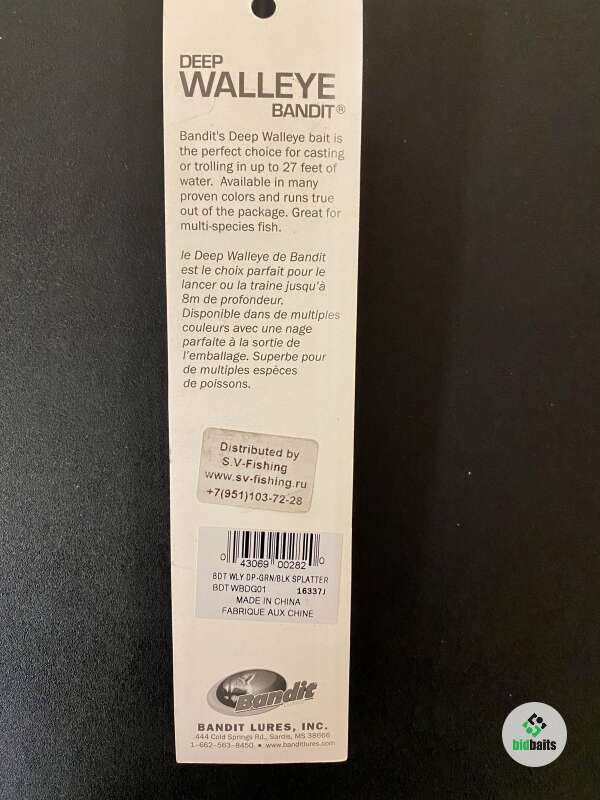 DEEP
WALLEYE
BANDIT®
Bandit's Deep Walleye bait is
the perfect choice for casting
or trolling in up to 27 feet of
water. Available in many
proven colors and runs true
out of the package. Great for
multi-species fish.
le Deep Walleye de Bandit
est le choix parfait pour le
lancer ou la traine jusqu'à
8m de profondeur.
Disponible dans de multiples
couleurs avec une nage
parfaite à la sortie de
l'emballage. Superbe pour
de multiples espèces
de poissons.
Distributed by
S.V-Fishing
www.sv-fishing.ru
+7(951)103-72-28
0 43069 00282 0
BDT WLY DP-GRN/BLK SPLATTER
BDT WBDG01 16337J
MADE IN CHINA
FABRIQUE AUX CHINE
Bandit
BANDIT LURES, INC.
444 Cold Springs Rd., Sardis, MS 38666
1-662-563-8450 • www.banditlures.com
bidbaits